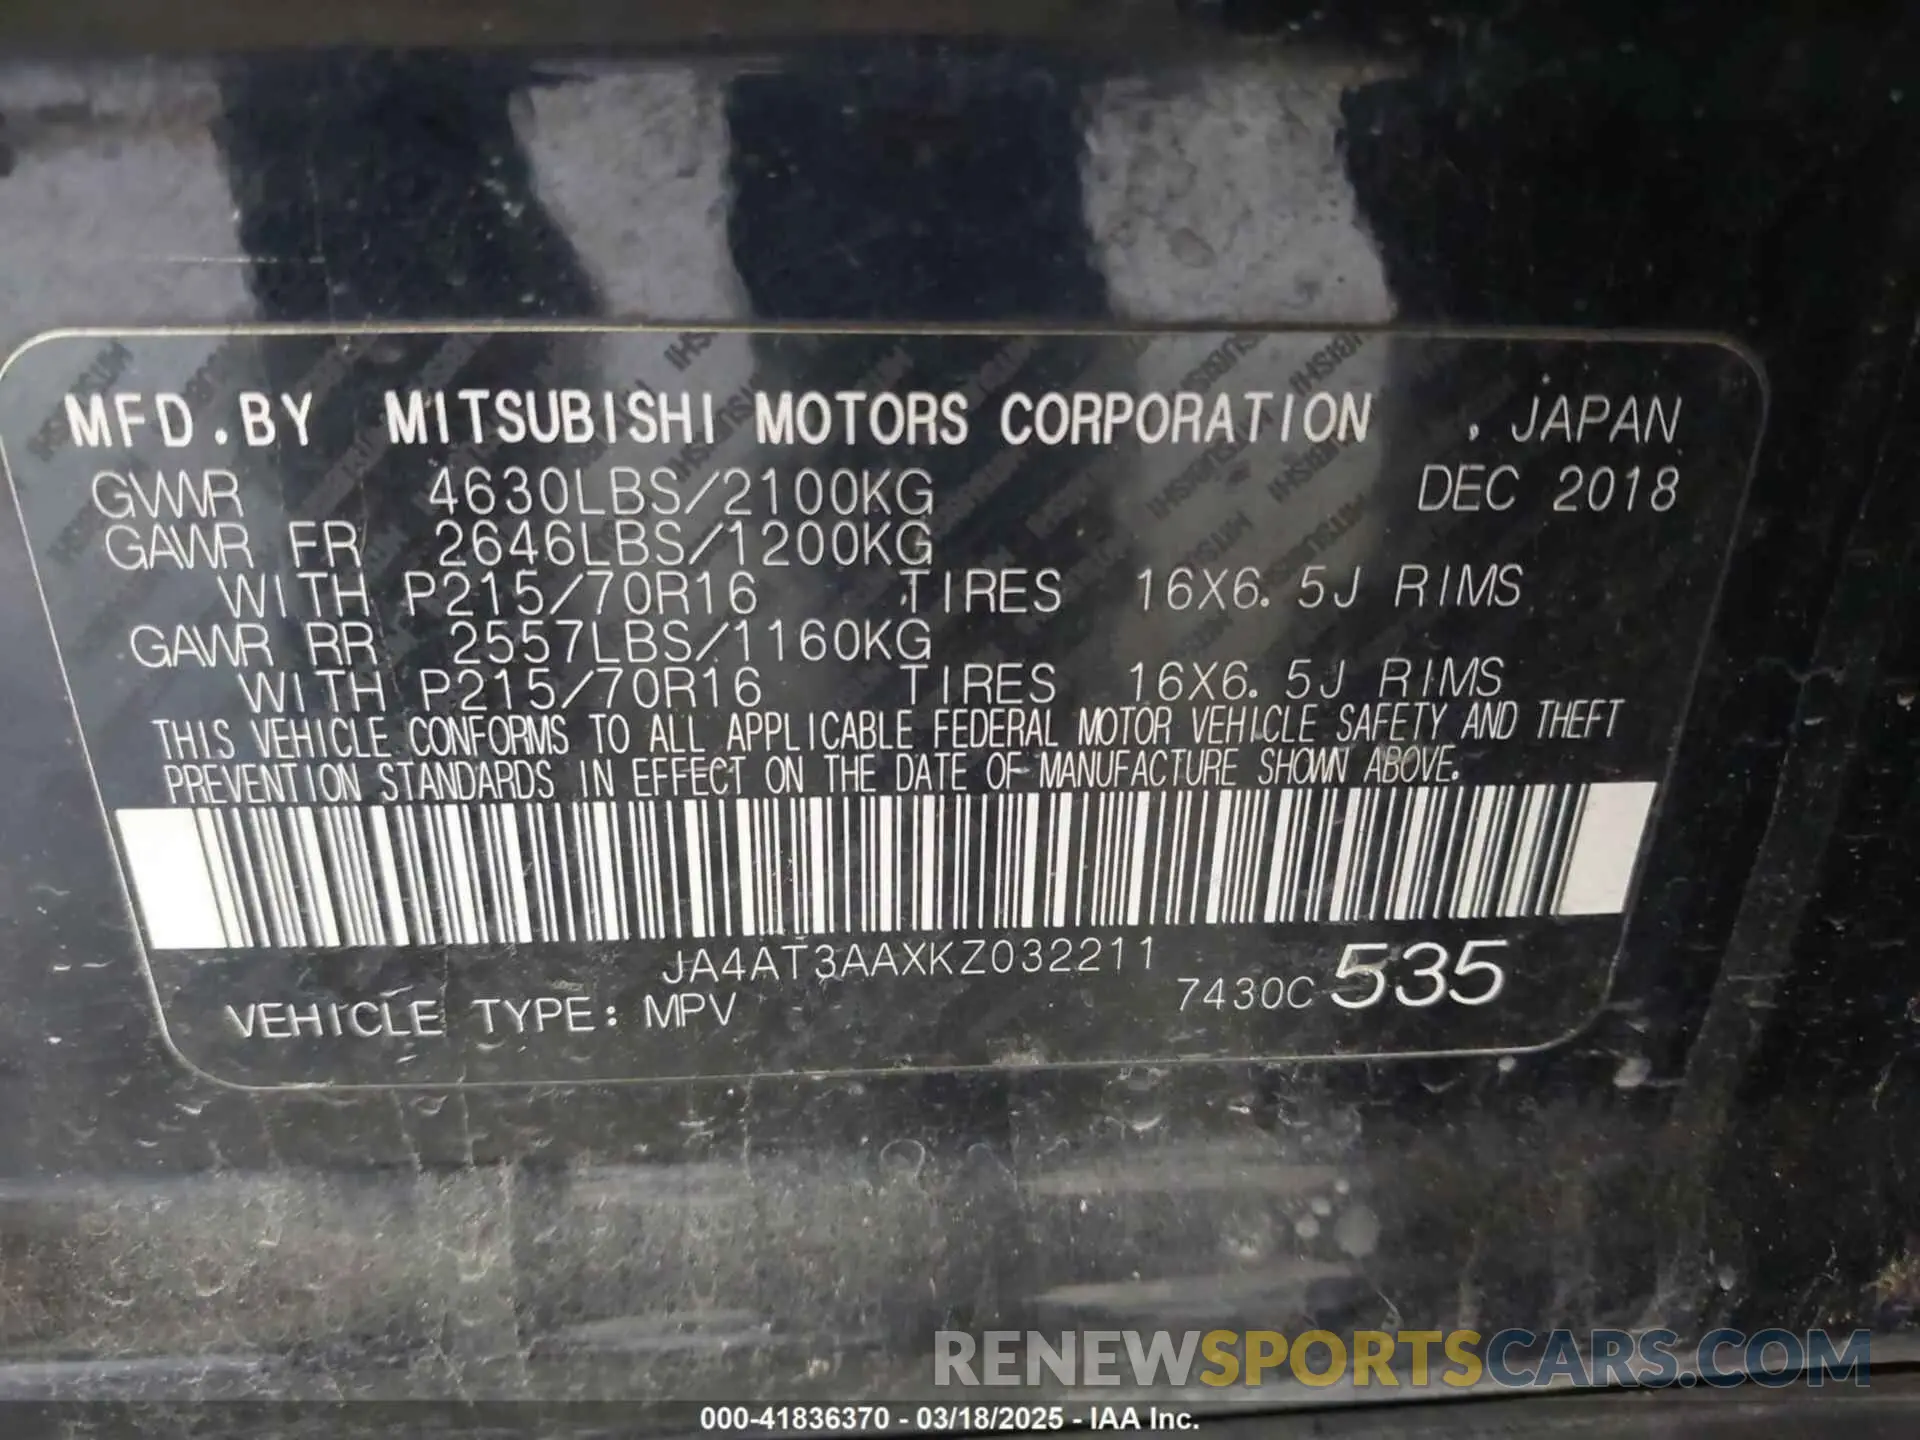 MFD.BY MITSUBISHI MOTORS CORPORATION , JAPAN
GVWR 4630LBS/2100KG DEC 2018
GAWR FR 2646LBS/1200KG
WITH P215/70R16 TIRES 16X6.5J RIMS
GAWR RR 2557LBS/1160KG
WITH P215/70R16 TIRES 16X6.5J RIMS
THIS VEHICLE CONFORMS TO ALL APPLICABLE FEDERAL MOTOR VEHICLE SAFETY AND THEFT
PREVENTION STANDARDS IN EFFECT ON THE DATE OF MANUFACTURE SHOWN ABOVE.
JA4AT3AAXKZ032211
7430C 535
VEHICLE TYPE: MPV
RENEWSPORTSCARS.COM
000-41836370 - 03/18/2025 - IAA Inc.